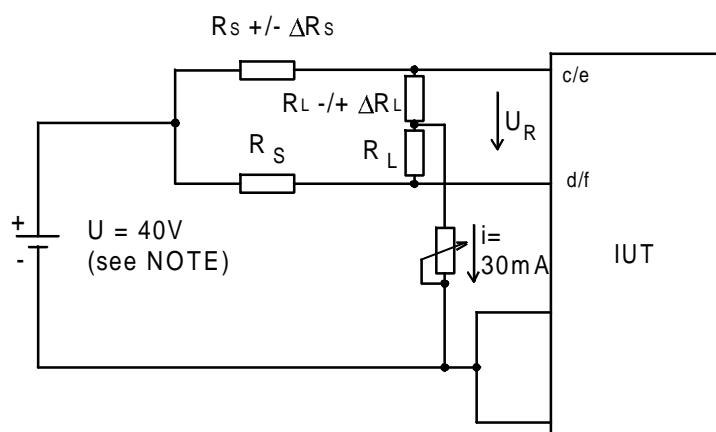 RS +/- ΔRS
c/e
RL -/+ ΔRL
UR
RS
RL
d/f
+
-
U = 40V
(see NOTE)
i=
30mA
IUT